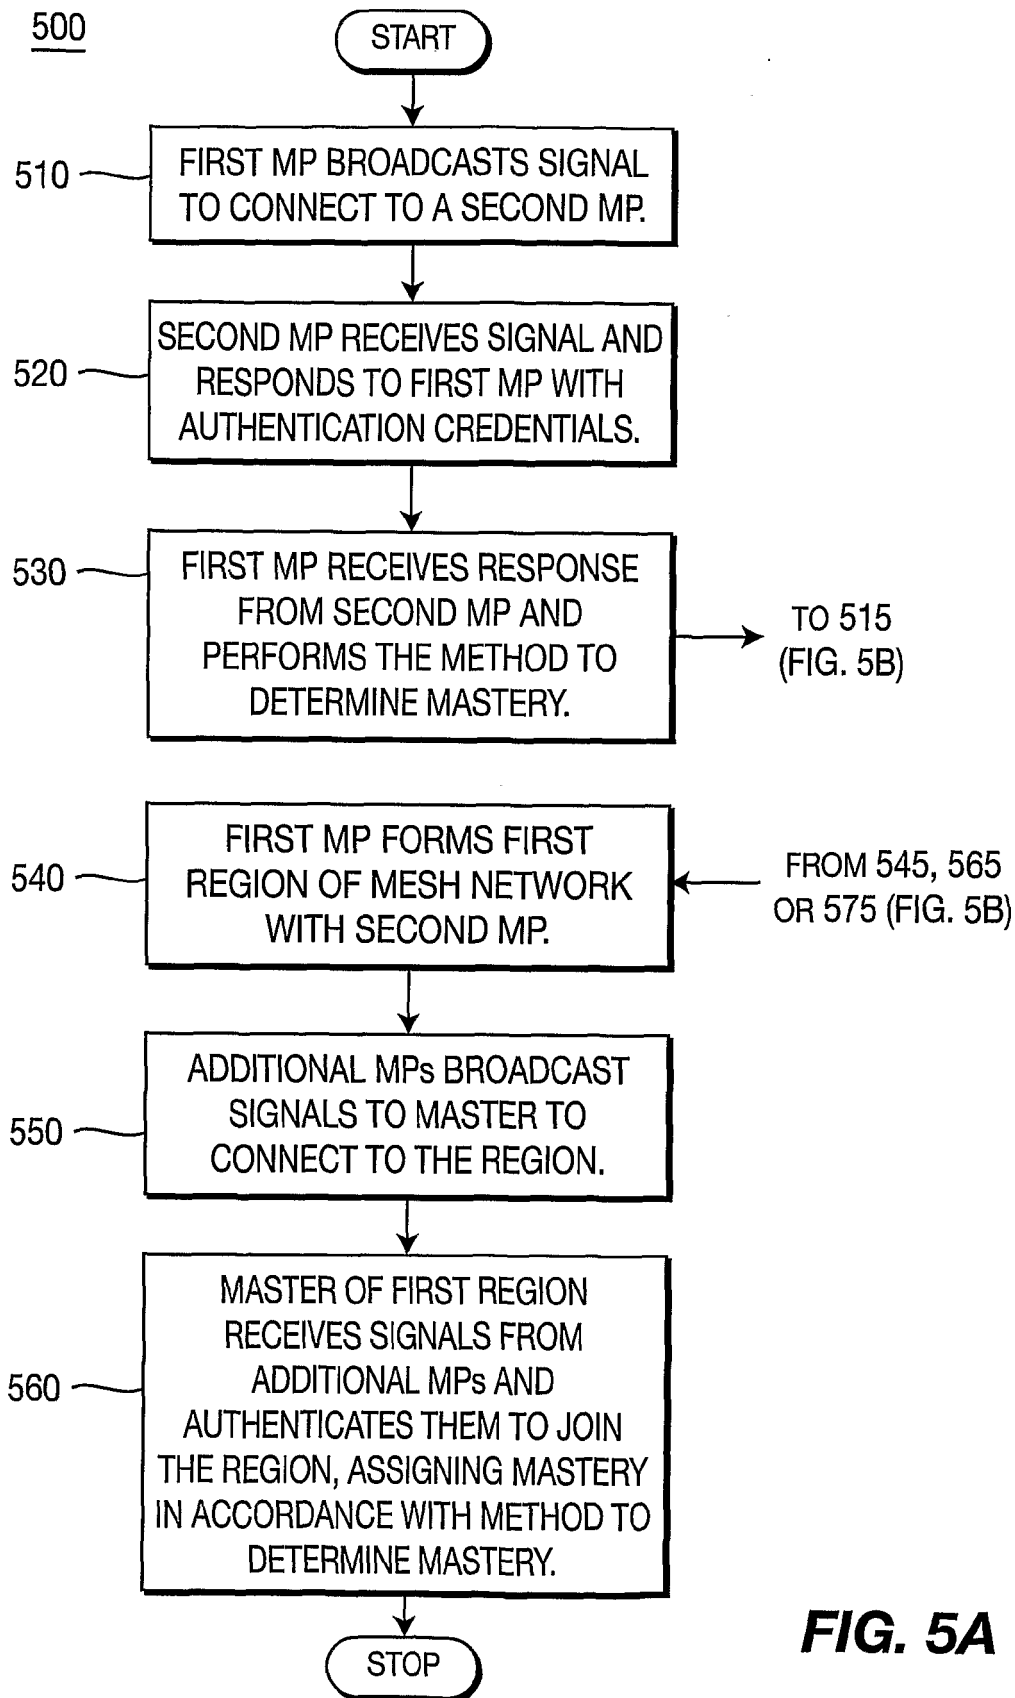 500
START
510
FIRST MP BROADCASTS SIGNAL
TO CONNECT TO A SECOND MP.
520
SECOND MP RECEIVES SIGNAL AND
RESPONDS TO FIRST MP WITH
AUTHENTICATION CREDENTIALS.
530
FIRST MP RECEIVES RESPONSE
FROM SECOND MP AND
PERFORMS THE METHOD TO
DETERMINE MASTERY.
TO 515
(FIG. 5B)
540
FIRST MP FORMS FIRST
REGION OF MESH NETWORK
WITH SECOND MP.
FROM 545, 565
OR 575 (FIG. 5B)
550
ADDITIONAL MPs BROADCAST
SIGNALS TO MASTER TO
CONNECT TO THE REGION.
560
MASTER OF FIRST REGION
RECEIVES SIGNALS FROM
ADDITIONAL MPs AND
AUTHENTICATES THEM TO JOIN
THE REGION, ASSIGNING MASTERY
IN ACCORDANCE WITH METHOD TO
DETERMINE MASTERY.
STOP
FIG. 5A